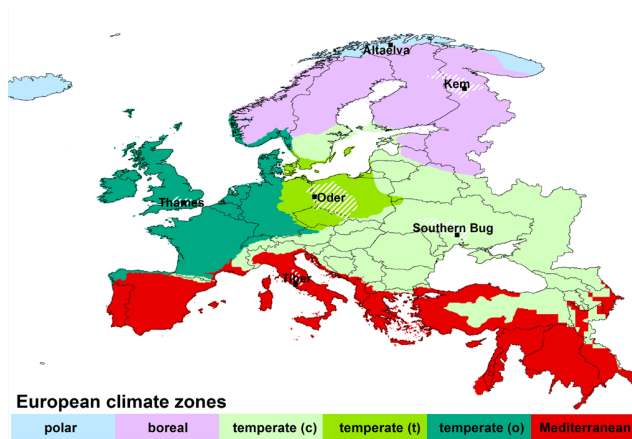 Altaelva
Kem
Thames
Oder
Southern Bug
Tiber
European climate zones
polar boreal temperate (c) temperate (t) temperate (o) Mediterranean